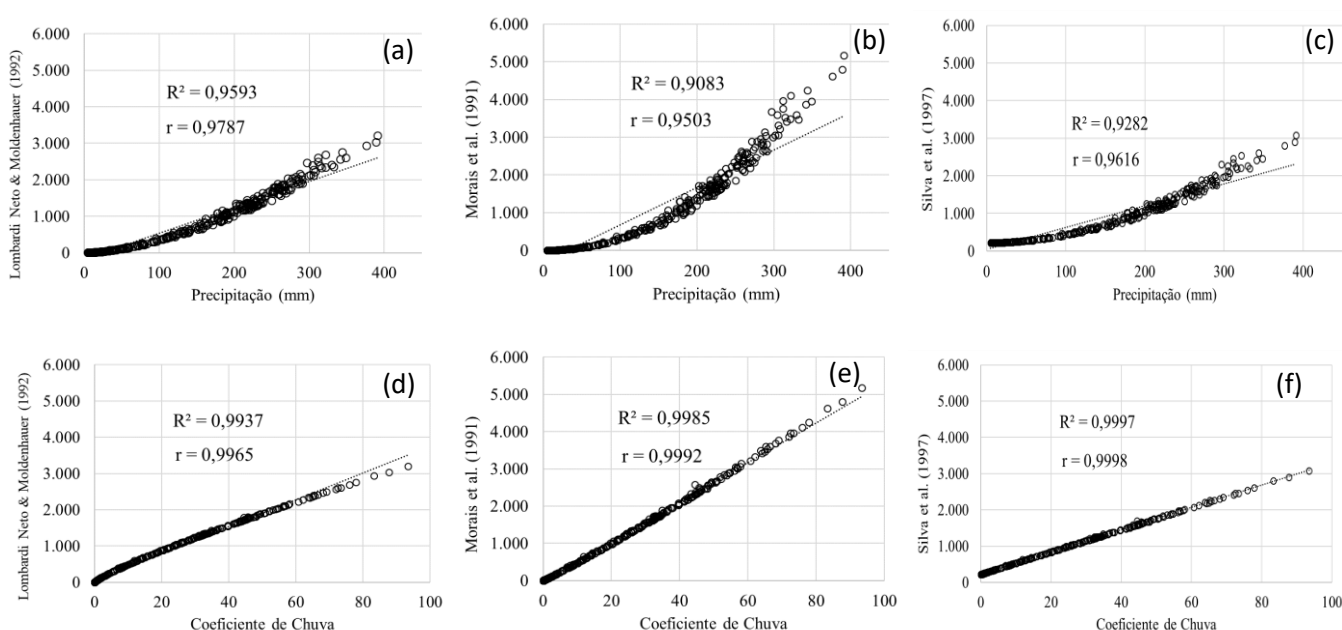 (a)
Lombardi Neto & Moldenhauer (1992)
6.000
5.000
4.000
3.000
2.000
1.000
0
R² = 0,9593
r = 0,9787
0 100 200 300 400
Precipitação (mm)
(b)
Morais et al. (1991)
6.000
5.000
4.000
3.000
2.000
1.000
0
R² = 0,9083
r = 0,9503
0 100 200 300 400
Precipitação (mm)
(c)
Silva et al. (1997)
6.000
5.000
4.000
3.000
2.000
1.000
0
R² = 0,9282
r = 0,9616
0 100 200 300 400
Precipitação (mm)
(d)
Lombardi Neto & Moldenhauer (1992)
6.000
5.000
4.000
3.000
2.000
1.000
0
R² = 0,9937
r = 0,9965
0 20 40 60 80 100
Coeficiente de Chuva
(e)
Morais et al. (1991)
6.000
5.000
4.000
3.000
2.000
1.000
0
R² = 0,9985
r = 0,9992
0 20 40 60 80 100
Coeficiente de Chuva
(f)
Silva et al. (1997)
6.000
5.000
4.000
3.000
2.000
1.000
0
R² = 0,9997
r = 0,9998
0 20 40 60 80 100
Coeficiente de Chuva